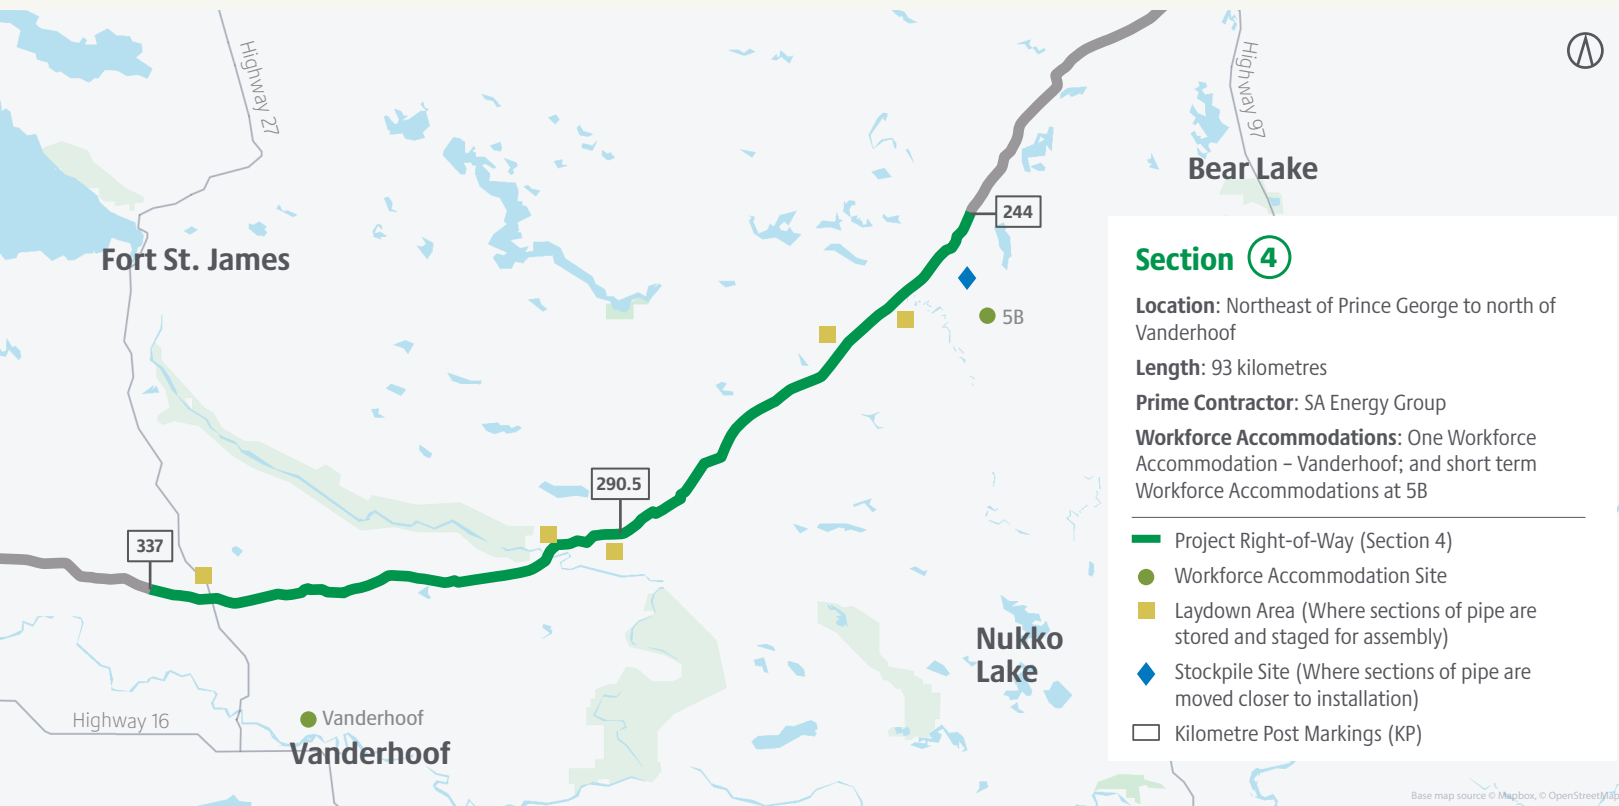 Highway 27
Highway 97
Bear Lake
244
Fort St. James
5B
290.5
337
Nukko
Lake
Highway 16
Vanderhoof
Vanderhoof
Section 4
Location: Northeast of Prince George to north of
Vanderhoof
Length: 93 kilometres
Prime Contractor: SA Energy Group
Workforce Accommodations: One Workforce
Accommodation – Vanderhoof; and short term
Workforce Accommodations at 5B
Project Right-of-Way (Section 4)
Workforce Accommodation Site
Laydown Area (Where sections of pipe are
stored and staged for assembly)
Stockpile Site (Where sections of pipe are
moved closer to installation)
Kilometre Post Markings (KP)
Base map source © Mapbox, © OpenStreetMap